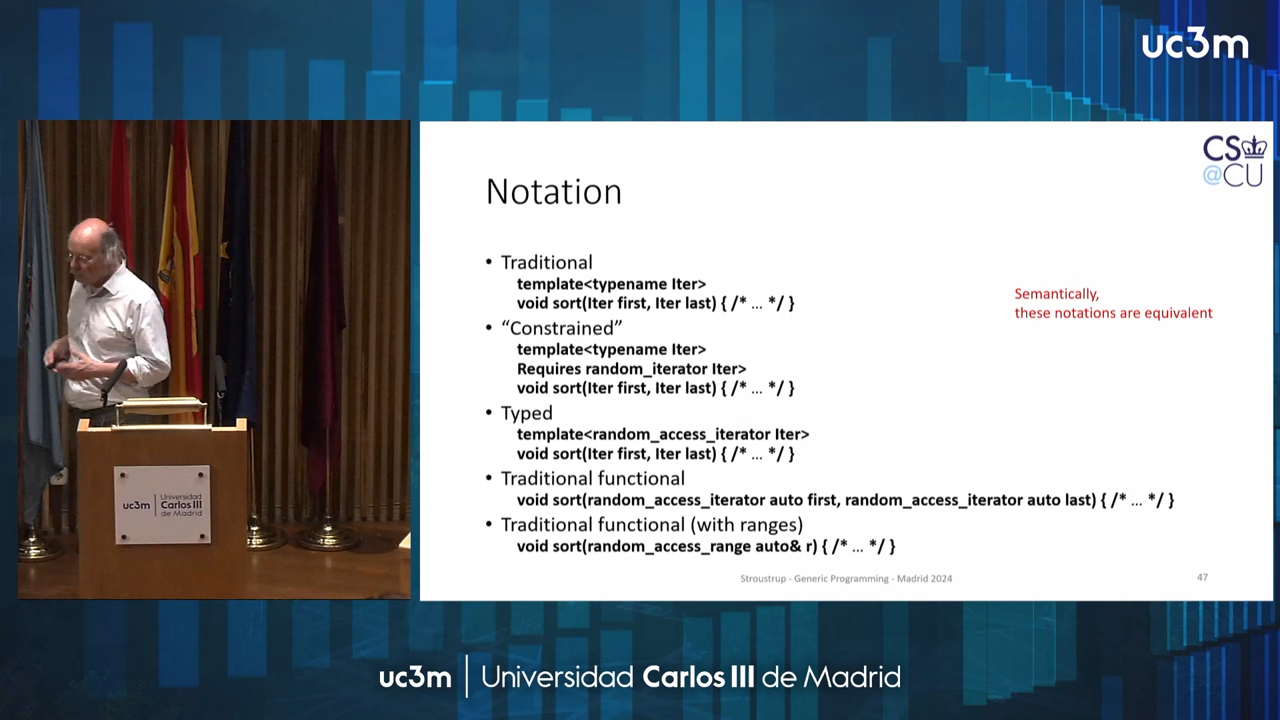 uc3m
CS
@CU
Notation
• Traditional
template<typename Iter>
void sort(Iter first, Iter last) { /* … */ }
Semantically,
these notations are equivalent
• “Constrained”
template<typename Iter>
Requires random_iterator Iter>
void sort(Iter first, Iter last) { /* … */ }
• Typed
template<random_access_iterator Iter>
void sort(Iter first, Iter last) { /* … */ }
• Traditional functional
void sort(random_access_iterator auto first, random_access_iterator auto last) { /* … */ }
• Traditional functional (with ranges)
void sort(random_access_range auto& r) { /* … */ }
Stroustrup - Generic Programming - Madrid 2024
47
uc3m
Universidad
Carlos III
de Madrid
uc3m | Universidad Carlos III de Madrid